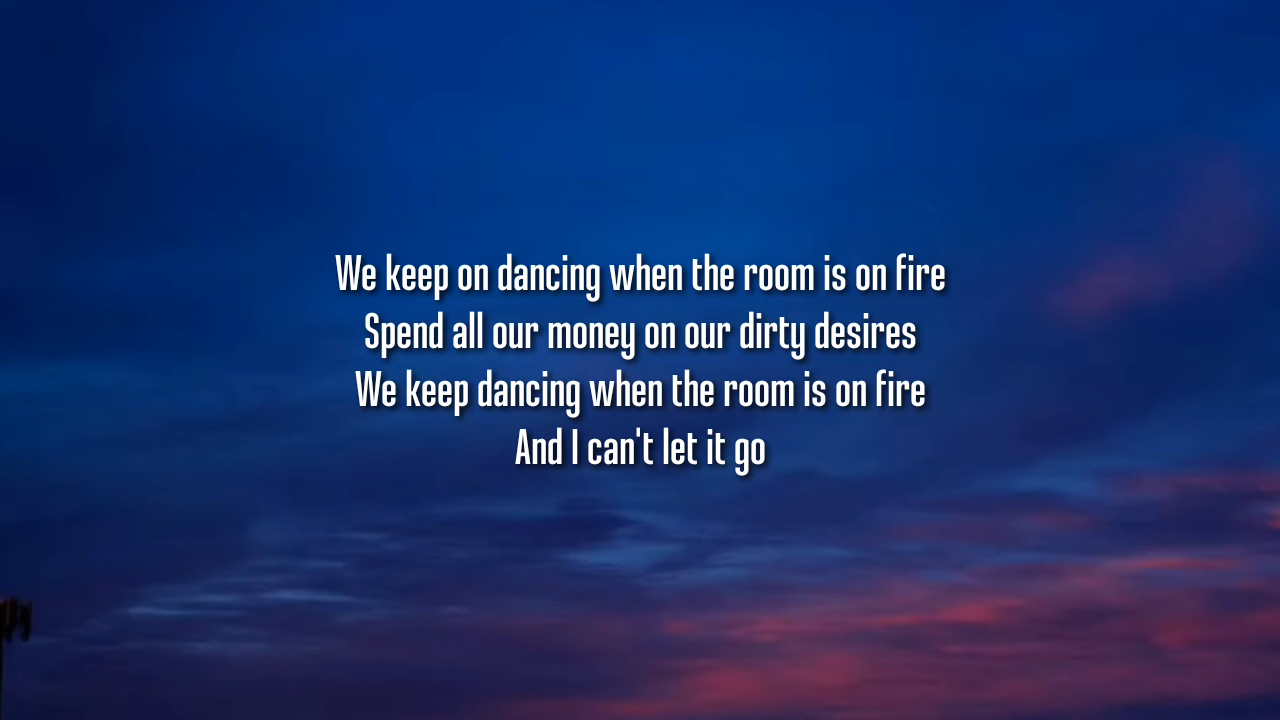 We keep on dancing when the room is on fire
Spend all our money on our dirty desires
We keep dancing when the room is on fire
And I can't let it go